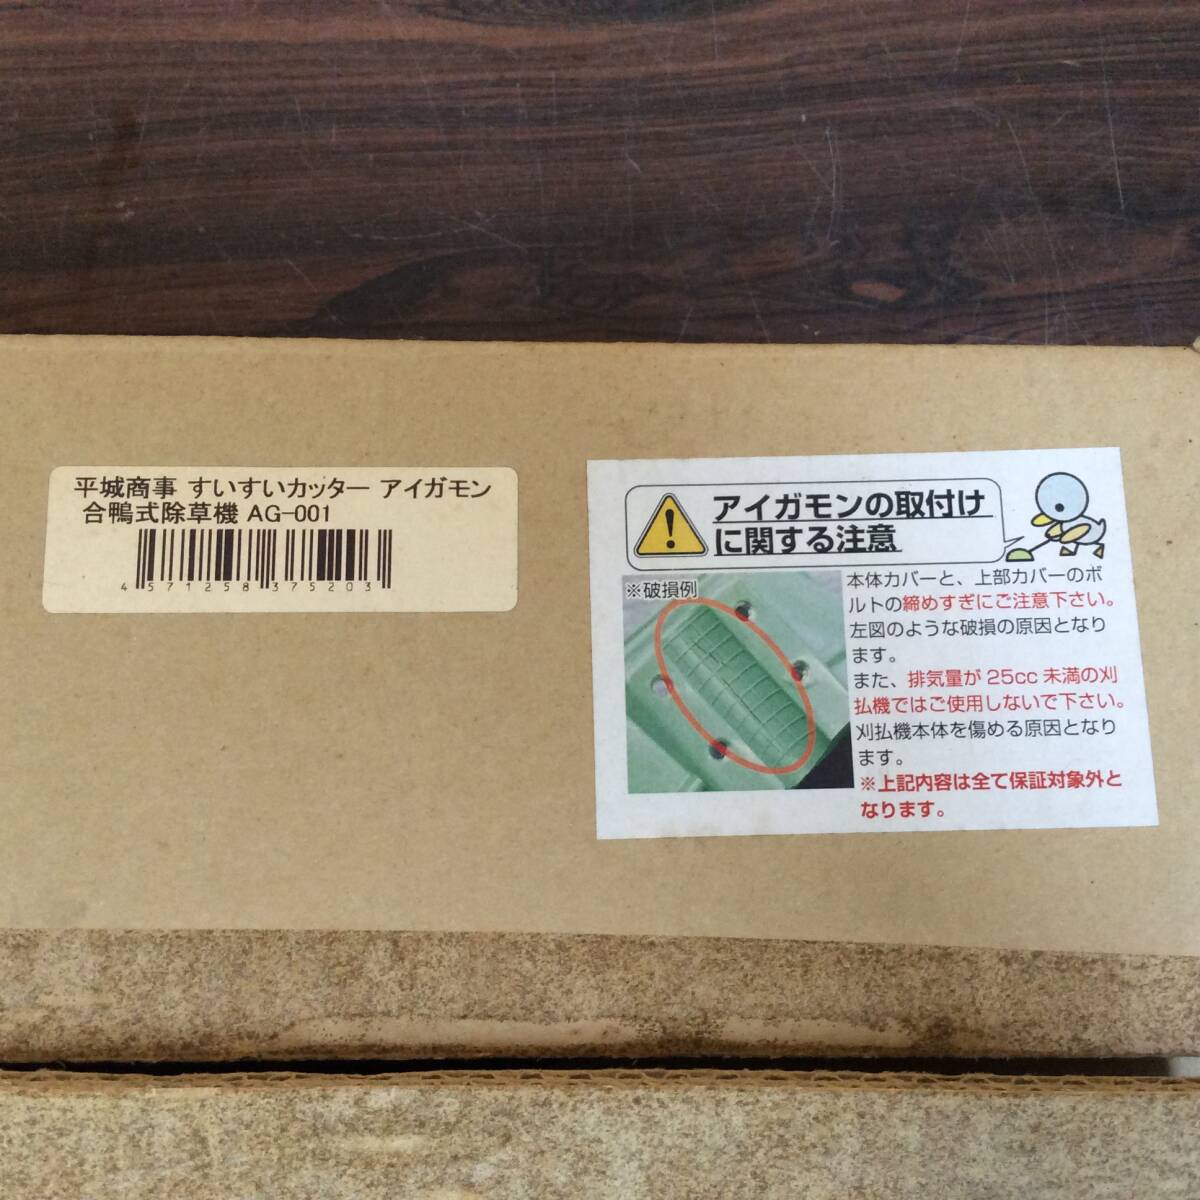 平城商事 すいすいカッター アイガモン
合鴨式除草機 AG-001
4571258375203
アイガモンの取付け
に関する注意
※破損例
本体カバーと、上部カバーのボ
ルトの締めすぎにご注意下さい。
左図のような破損の原因となり
ます。
また、排気量が25cc未満の刈
払機ではご使用しないで下さい。
刈払機本体を傷める原因となり
ます。
※上記内容は全て保証対象外と
なります。